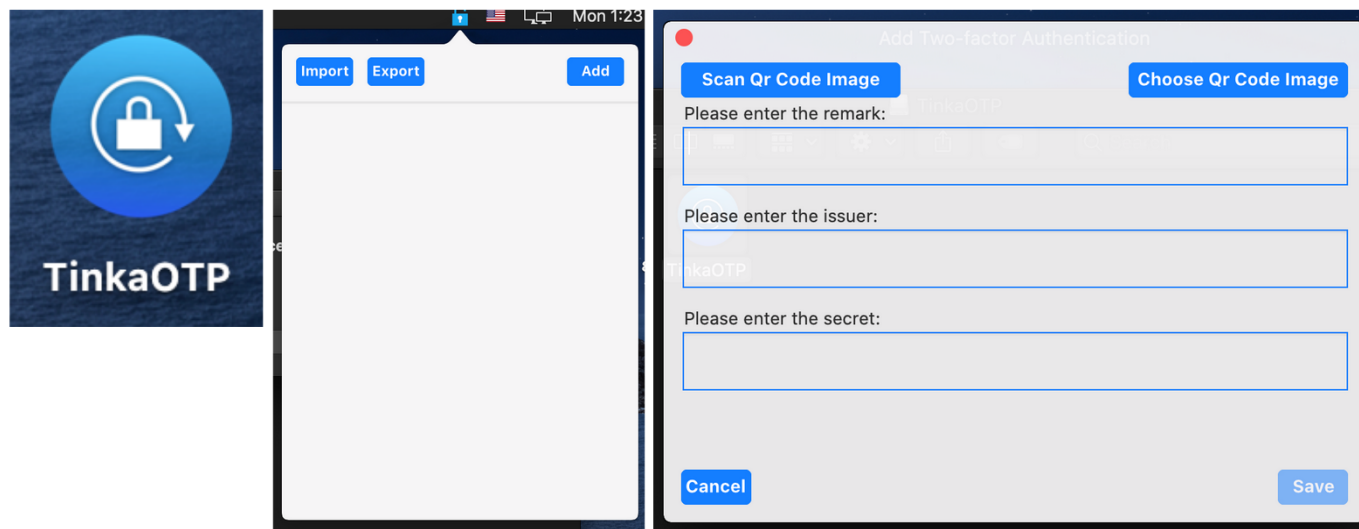 TinkaOTP
Mon 1:23
Import Export Add
Add Two-factor Authentication
Scan Qr Code Image Choose Qr Code Image
TinkaOTP
Please enter the remark:
Please enter the issuer:
TinkaOTP
Please enter the secret:
Cancel Save